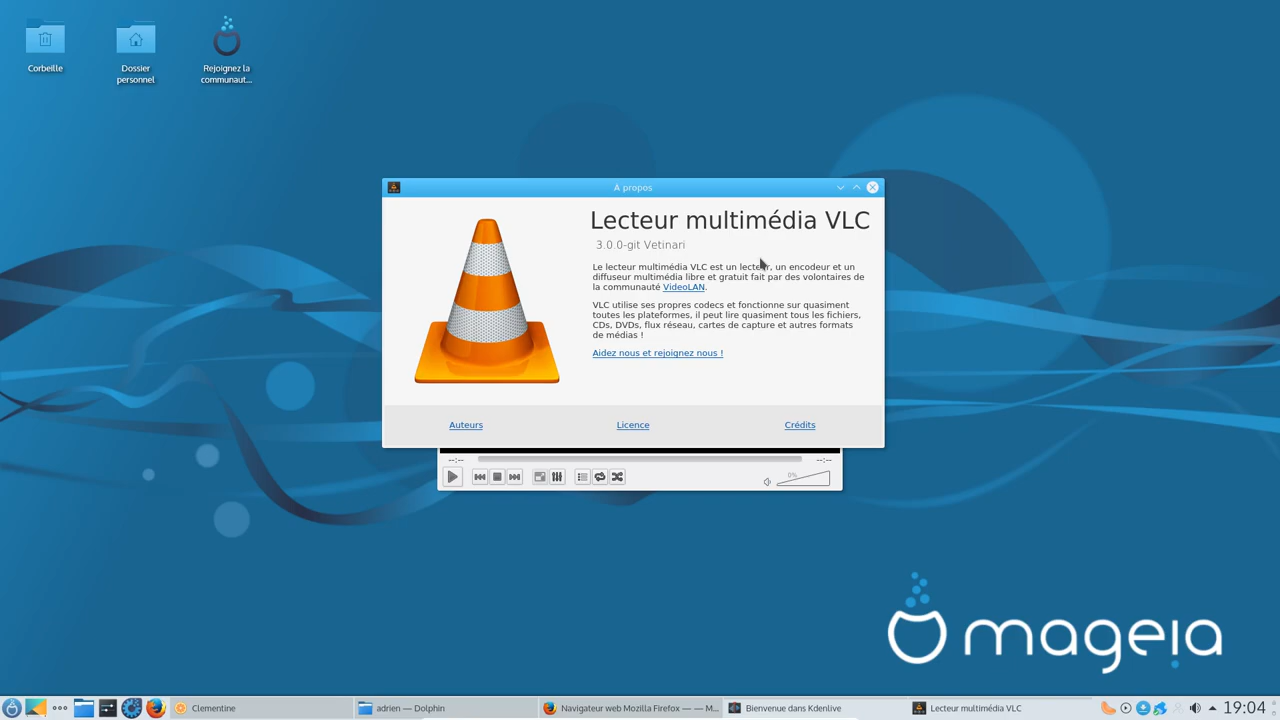 Corbeille
Dossier
personnel
Rejoignez la
communaut...
À propos
Lecteur multimédia VLC
3.0.0-git Vetinari
Le lecteur multimédia VLC est un lecteur, un encodeur et un
diffuseur multimédia libre et gratuit fait par des volontaires de
la communauté VideoLAN.
VLC utilise ses propres codecs et fonctionne sur quasiment
toutes les plateformes, il peut lire quasiment tous les fichiers,
CDs, DVDs, flux réseau, cartes de capture et autres formats
de médias !
Aidez nous et rejoignez nous !
Auteurs
Licence
Crédits
--:--
--:--
0%
mageia
Clementine
adrien — Dolphin
Navigateur web Mozilla Firefox — — M...
Bienvenue dans Kdenlive
Lecteur multimédia VLC
19:04